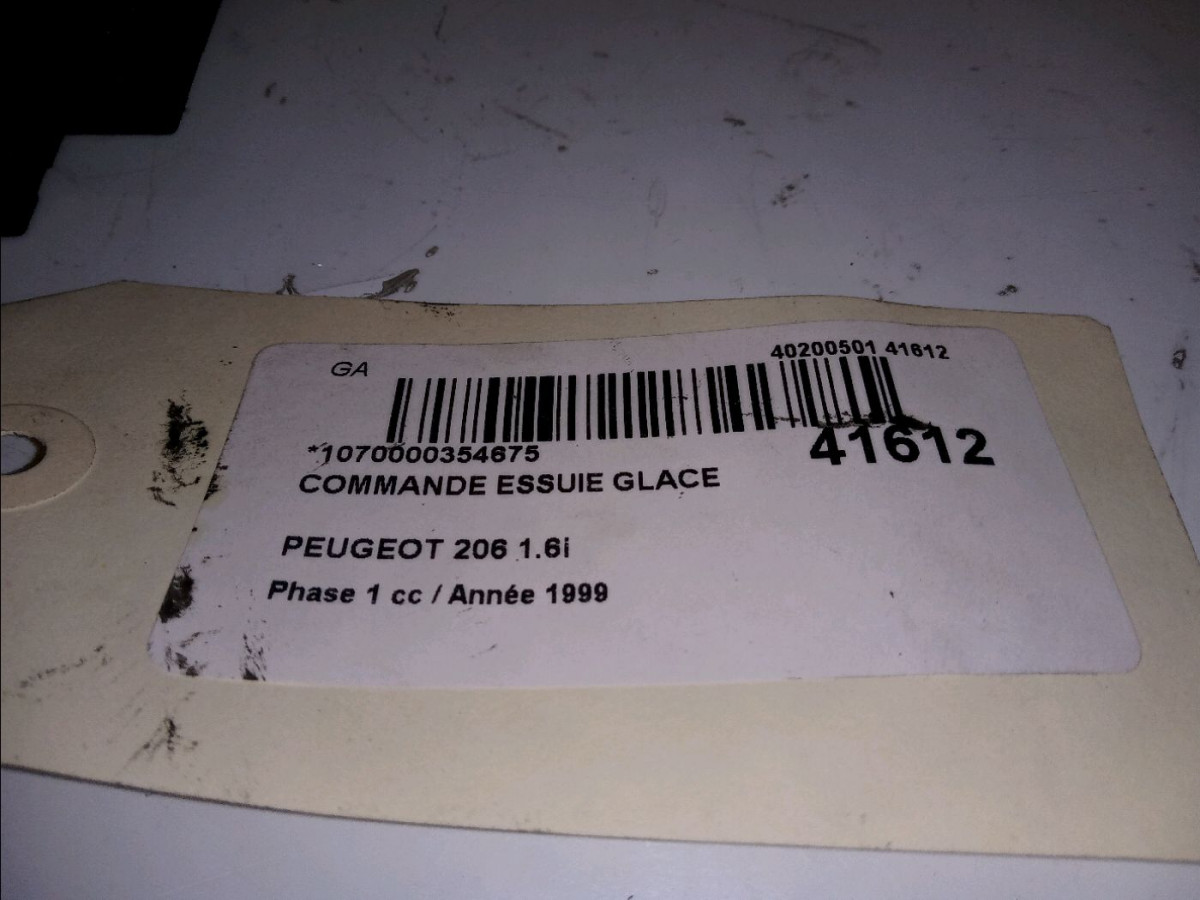 GA
40200501 41612
*1070000354675
41612
COMMANDE ESSUIE GLACE
PEUGEOT 206 1.6i
Phase 1 cc / Année 1999